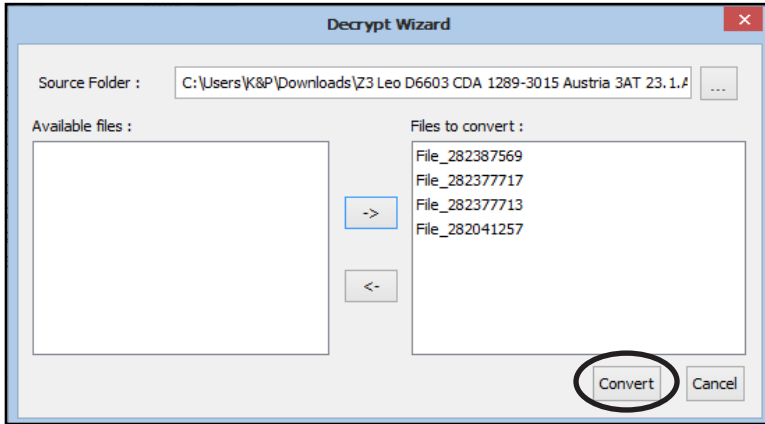 Decrypt Wizard
Source Folder :
C:\Users\K&P\Downloads\Z3 Leo D6603 CDA 1289-3015 Austria 3AT 23.1.A
...
Available files :
Files to convert :
File_282387569
File_282377717
->
File_282377713
File_282041257
<-
Convert
Cancel